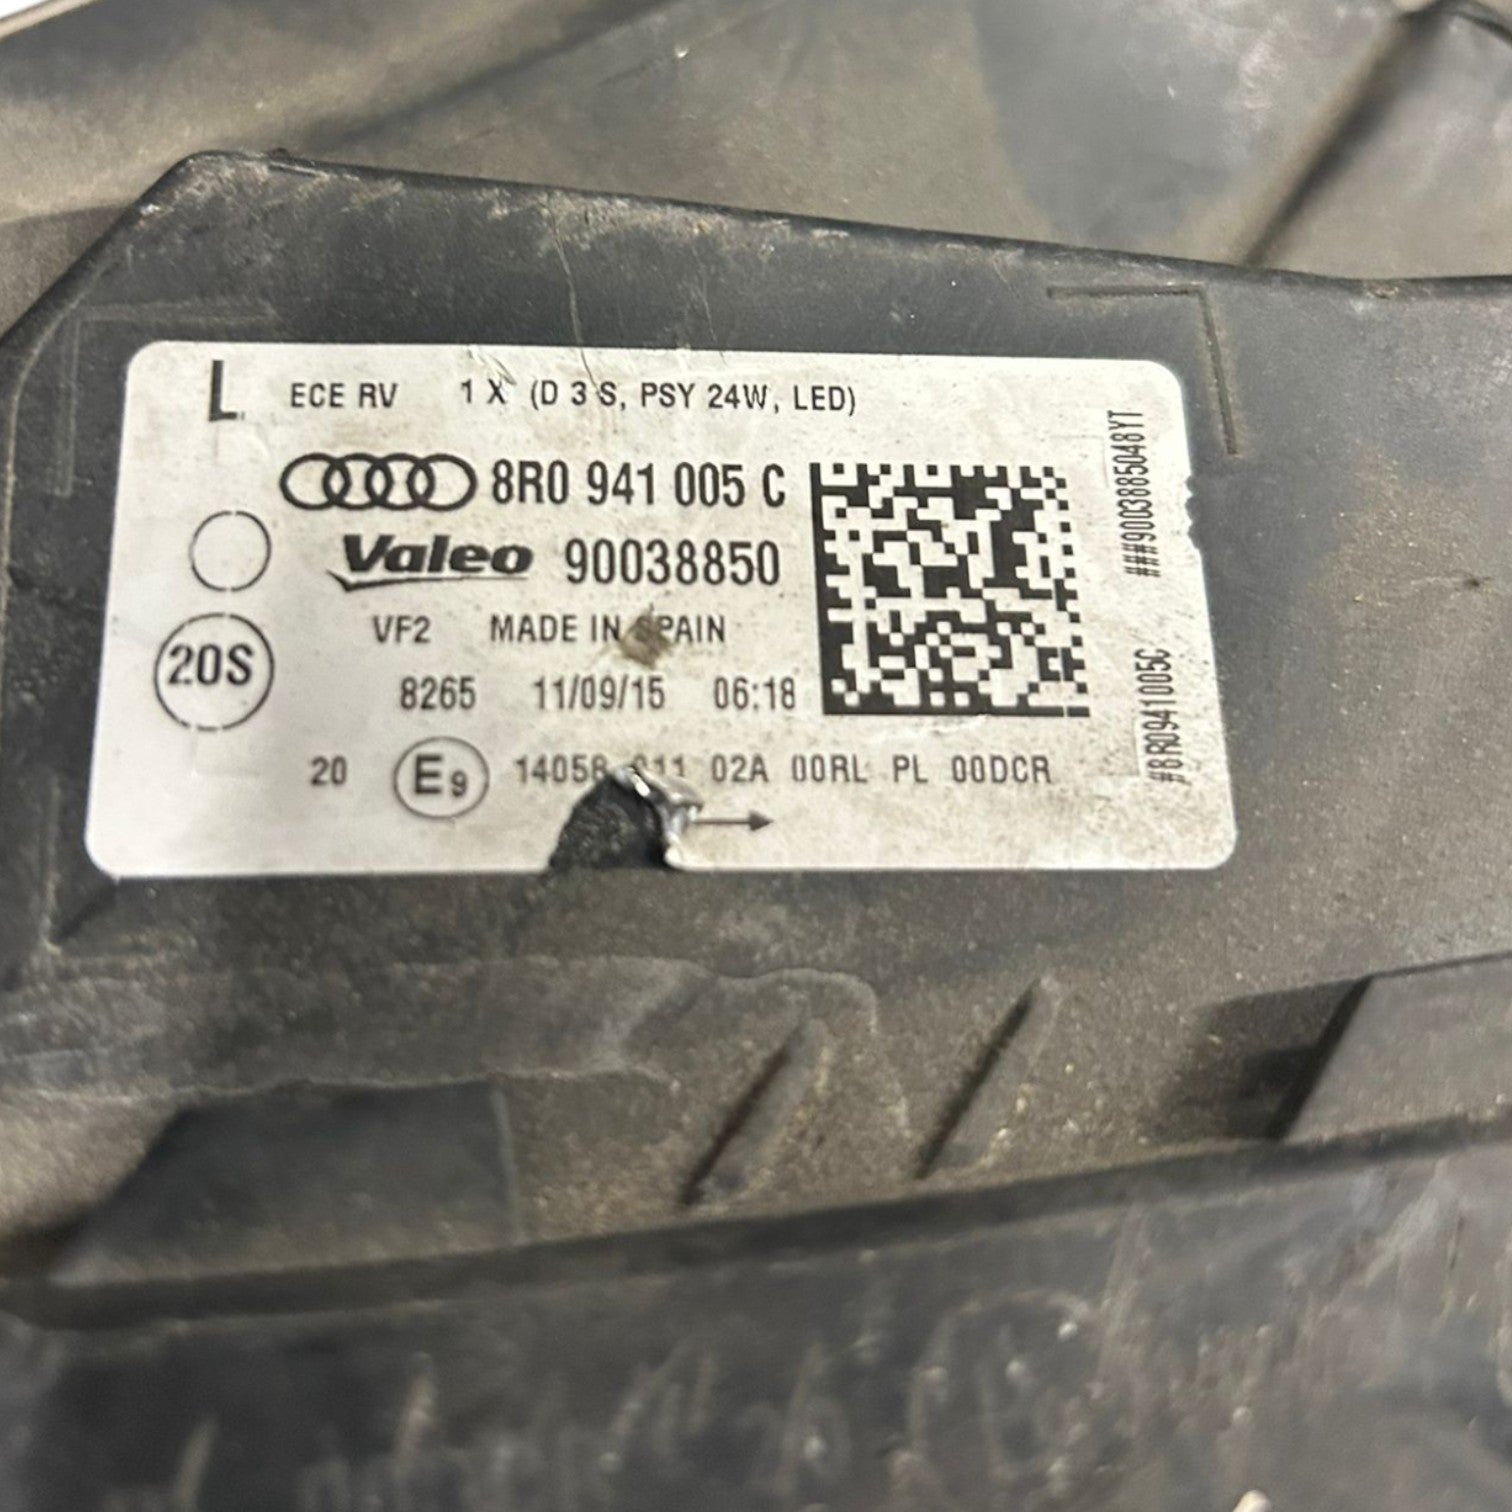 L ECE RV 1 X (D 3 S, PSY 24W, LED)
8R0 941 005 C
Valeo 90038850
VF2 MADE IN SPAIN
20S
8265 11/09/15 06:18
20 E9 02A 00RL PL 00DCR
###90038885048YT
#8R0941005C